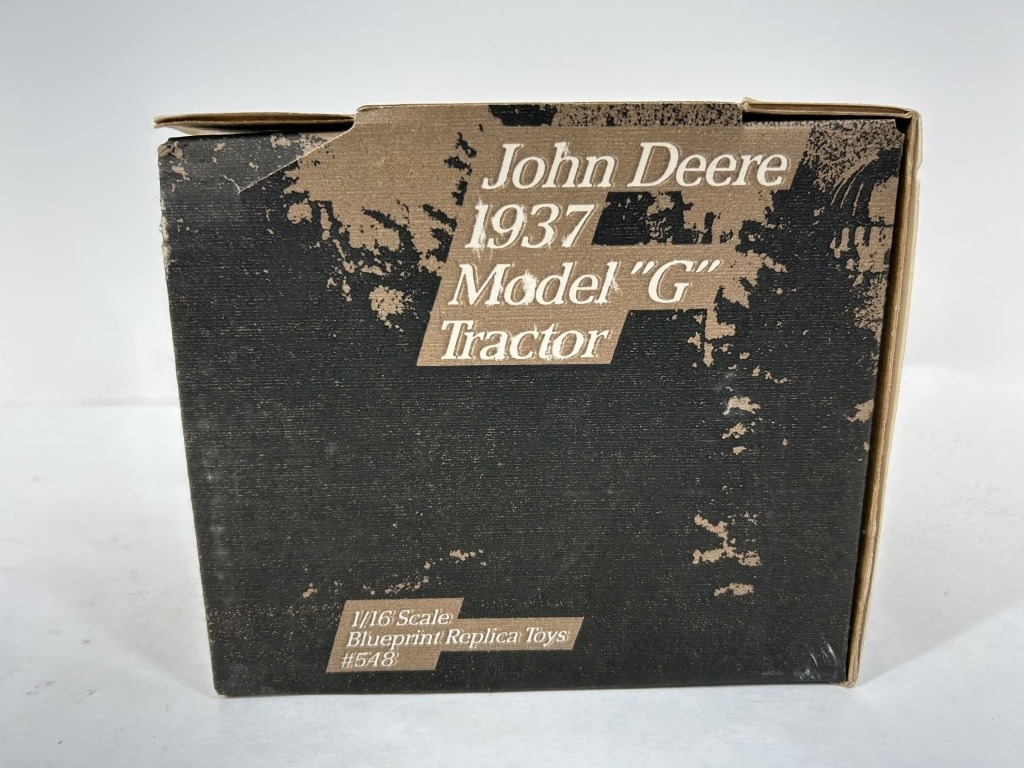 John Deere
1937
Model "G"
Tractor
1/16 Scale
Blueprint Replica Toys
#548